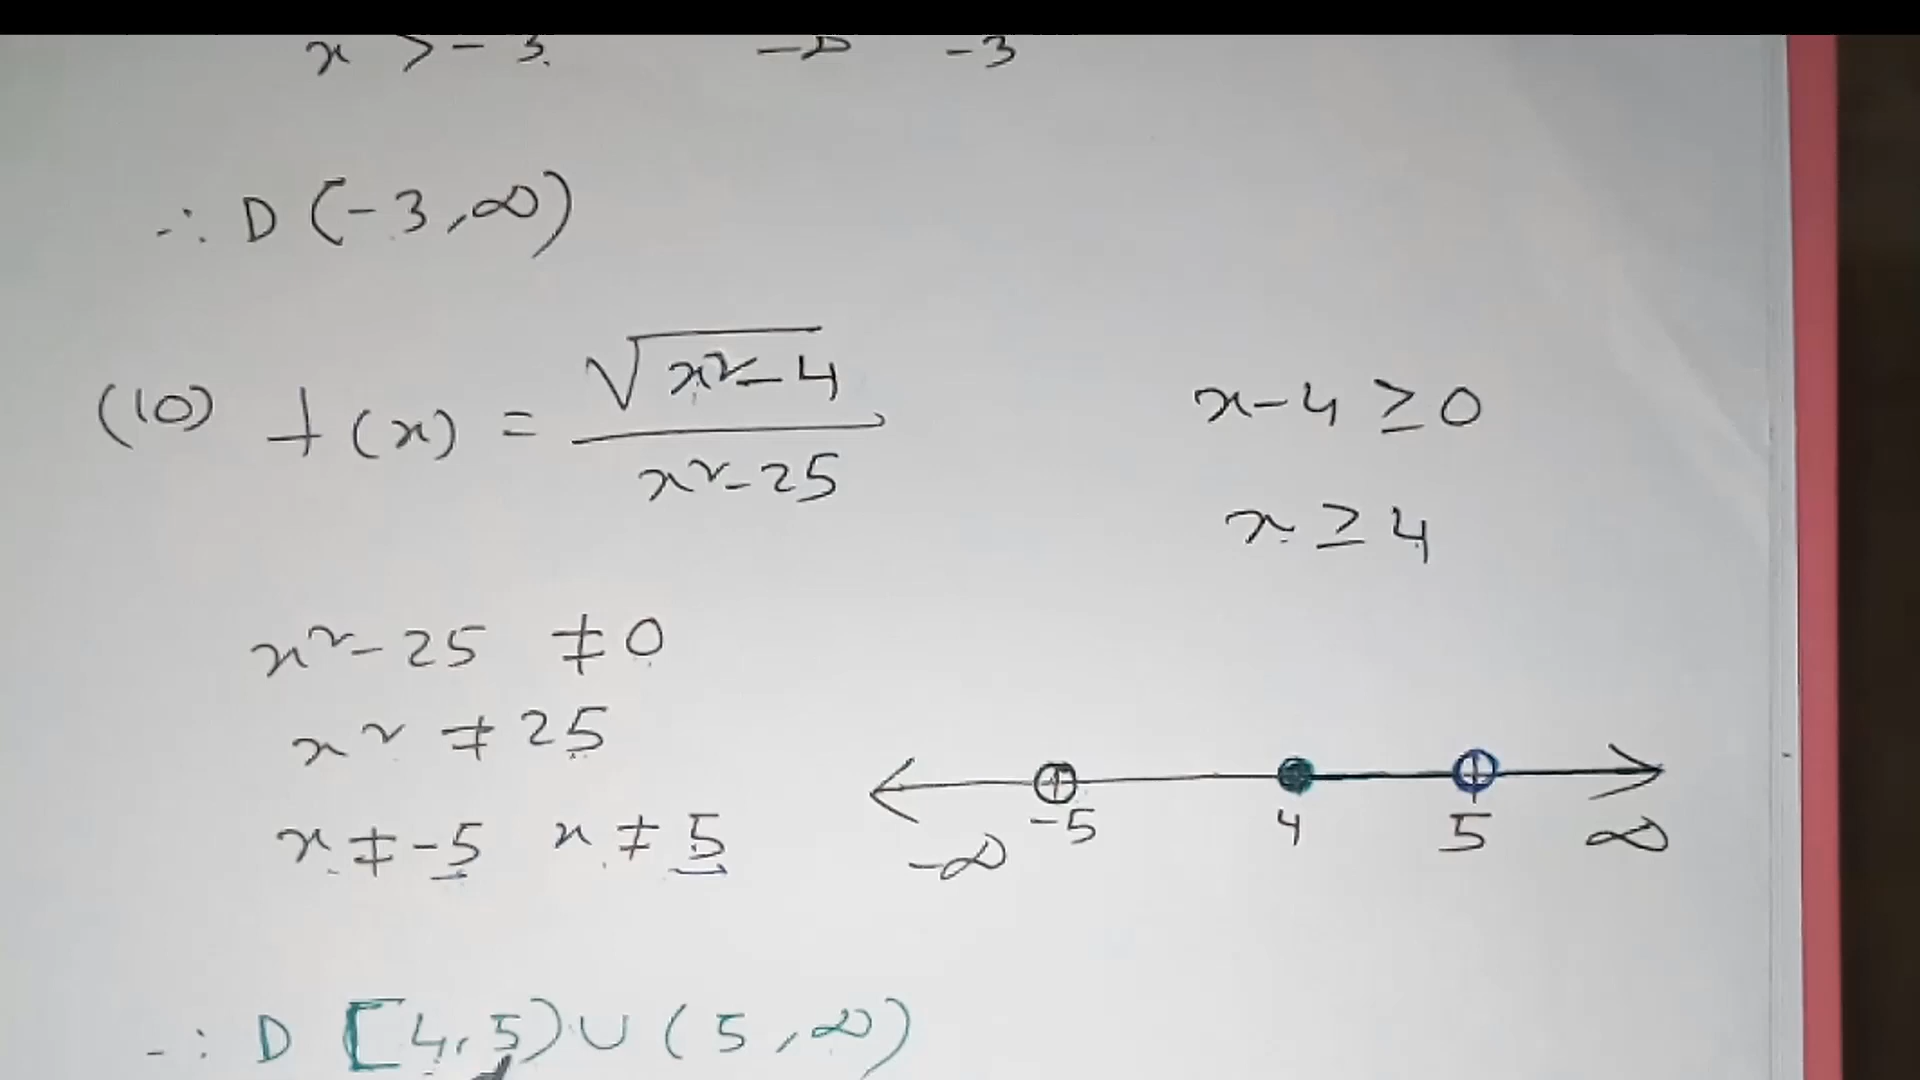 x > -3. -∞ -3
∴ D (-3, ∞)
(10) f(x) = √(x²-4) / (x²-25)
x-4 ≥ 0
x ≥ 4
x²-25 ≠ 0
x² ≠ 25
x ≠ -5 x ≠ 5
-∞ -5 4 5 ∞
∴ D [4,5) ∪ (5, ∞)